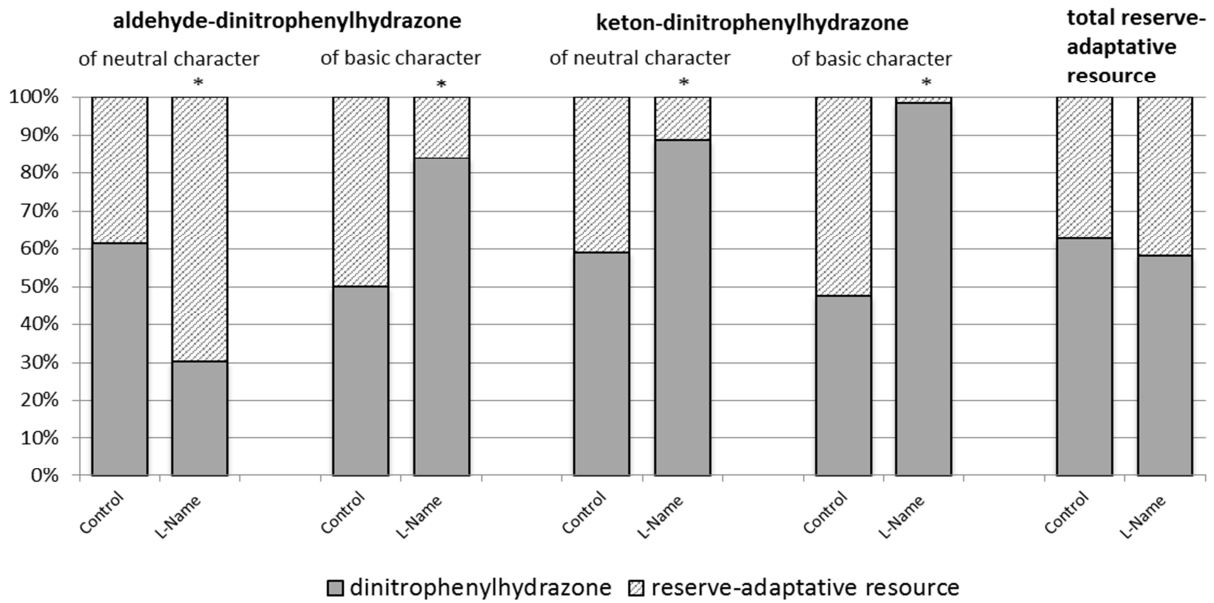 aldehyde-dinitrophenylhydrazone
keton-dinitrophenylhydrazone
total reserve-
adaptative
resource
of neutral character
of basic character
of neutral character
of basic character
*
*
*
*
100%
90%
80%
70%
60%
50%
40%
30%
20%
10%
0%
Control
L-Name
Control
L-Name
Control
L-Name
Control
L-Name
Control
L-Name
dinitrophenylhydrazone
reserve-adaptative resource